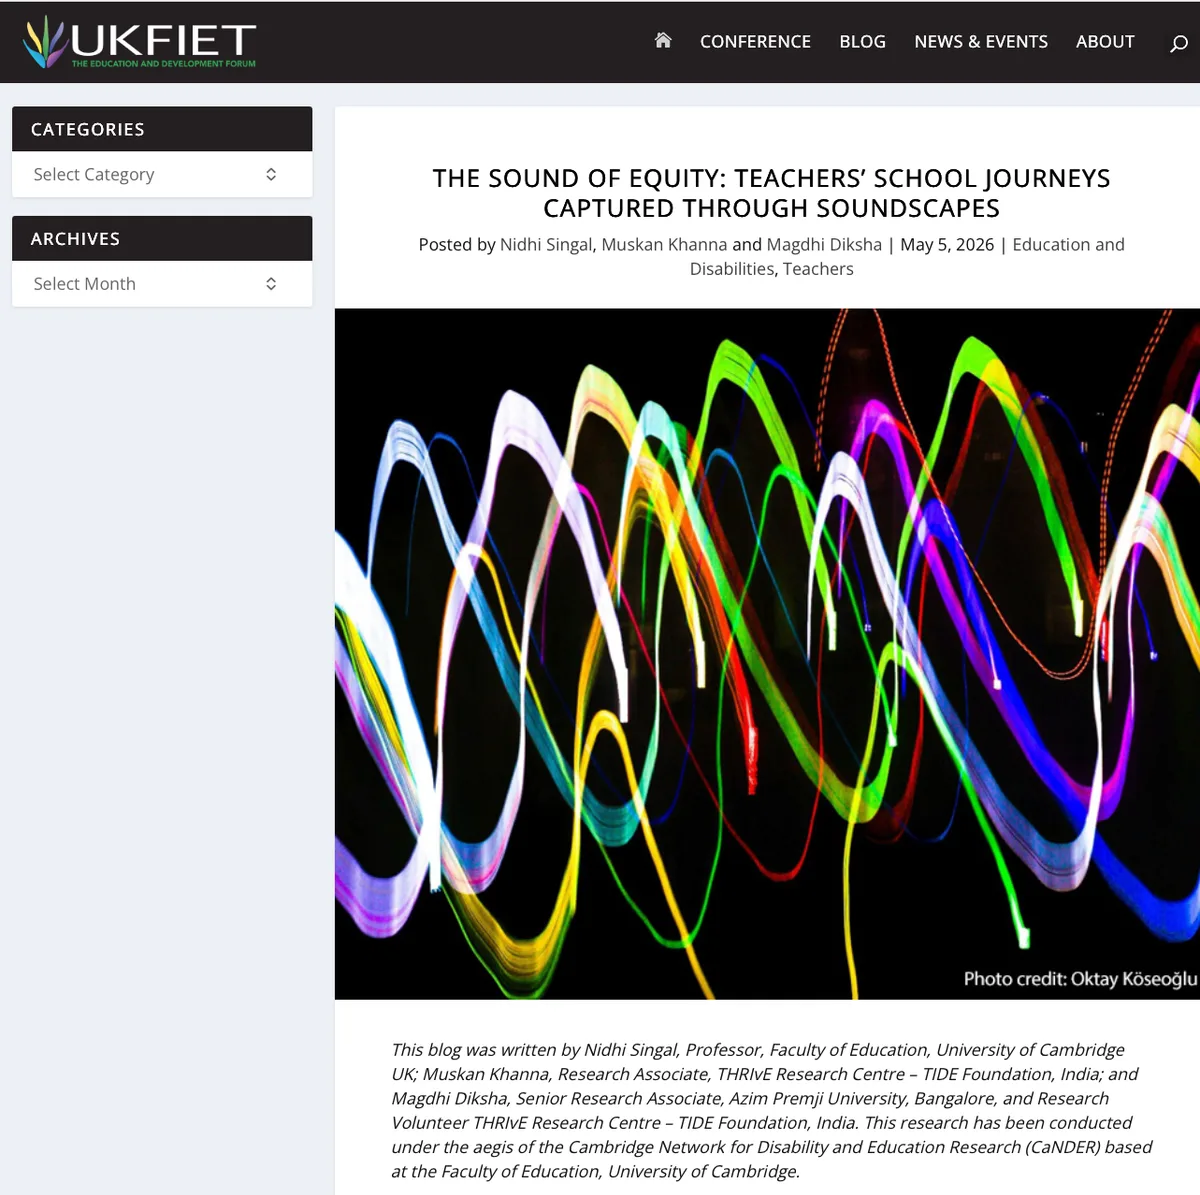 UKFIET
THE EDUCATION AND DEVELOPMENT FORUM
CONFERENCE
BLOG
NEWS & EVENTS
ABOUT
CATEGORIES
Select Category
ARCHIVES
Select Month
THE SOUND OF EQUITY: TEACHERS’ SCHOOL JOURNEYS
CAPTURED THROUGH SOUNDSCAPES
Posted by Nidhi Singal, Muskan Khanna and Magdhi Diksha | May 5, 2026 | Education and
Disabilities, Teachers
Photo credit: Oktay Köseoğlu
This blog was written by Nidhi Singal, Professor, Faculty of Education, University of Cambridge
UK; Muskan Khanna, Research Associate, THRIvE Research Centre – TIDE Foundation, India; and
Magdhi Diksha, Senior Research Associate, Azim Premji University, Bangalore, and Research
Volunteer THRIvE Research Centre – TIDE Foundation, India. This research has been conducted
under the aegis of the Cambridge Network for Disability and Education Research (CaNDER) based
at the Faculty of Education, University of Cambridge.